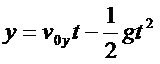 y = v₀yt − ½ gt²